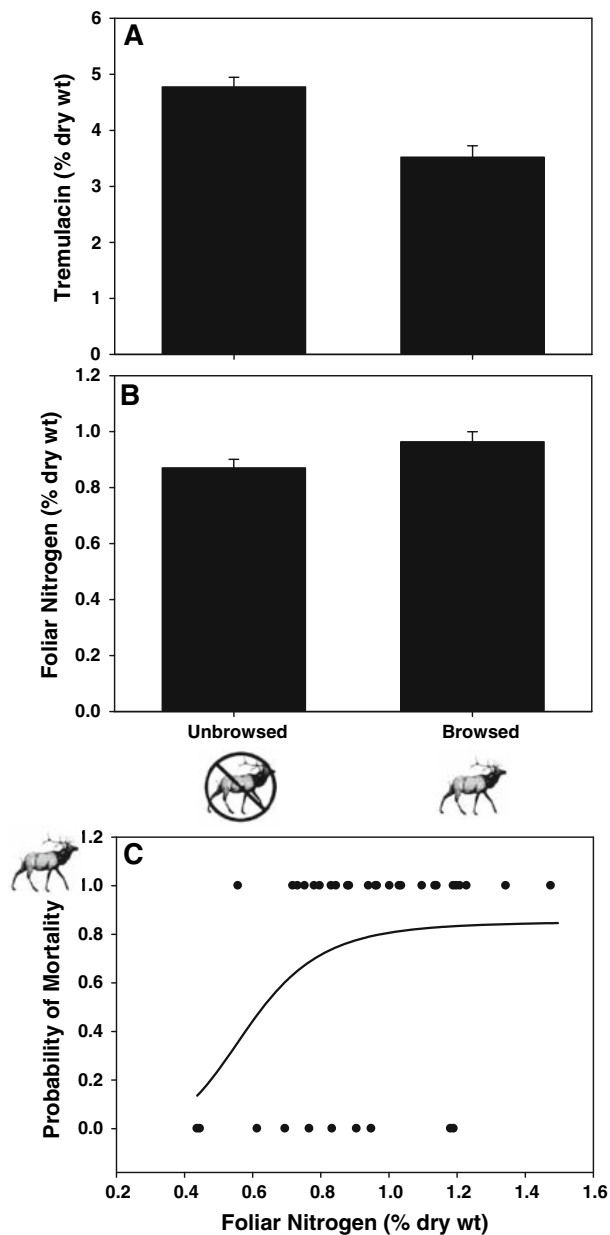 A
Tremulacin (% dry wt)
6
5
4
3
2
1
0
B
Foliar Nitrogen (% dry wt)
1.2
1.0
0.8
0.6
0.4
0.2
0.0
Unbrowsed Browsed
C
Probability of Mortality
1.2
1.0
0.8
0.6
0.4
0.2
0.0
0.2 0.4 0.6 0.8 1.0 1.2 1.4 1.6
Foliar Nitrogen (% dry wt)